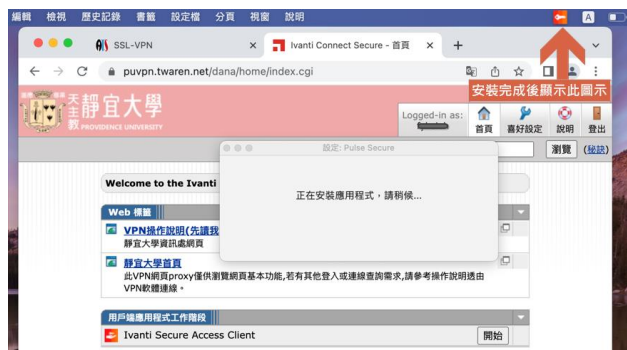 編輯 檢視 歷史記錄 書籤 設定檔 分頁 視窗 說明 A
SSL-VPN Ivanti Connect Secure - 首頁
puvpn.twaren.net/dana/home/index.cgi
安裝完成後顯示此圖示
天主教 靜宜大學
PROVIDENCE UNIVERSITY
Logged-in as:
首頁 喜好設定 說明 登出
瀏覽 (秘訣)
設定: Pulse Secure
正在安裝應用程式，請稍候...
Welcome to the Ivanti
Web 標籤
VPN操作說明(先讀我
靜宜大學資訊處網頁
靜宜大學首頁
此VPN網頁proxy僅供瀏覽網頁基本功能,若有其他登入或連線查詢需求,請參考操作說明透由
VPN軟體連線。
用戶端應用程式工作階段
Ivanti Secure Access Client 開始